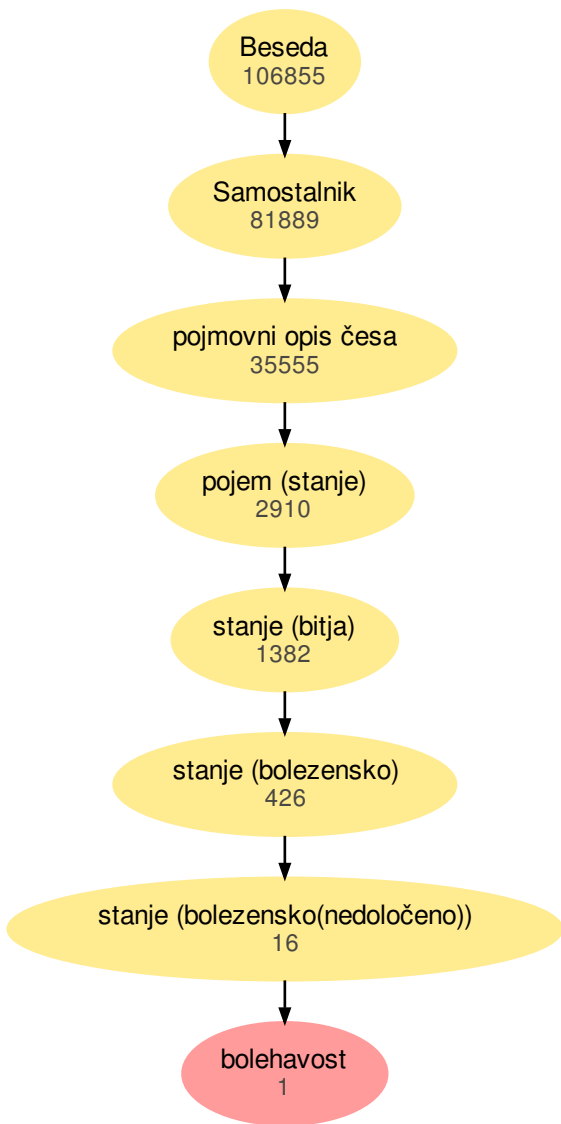 Beseda
106855
Samostalnik
81889
pojmovni opis česa
35555
pojem (stanje)
2910
stanje (bitja)
1382
stanje (bolezensko)
426
stanje (bolezensko(nedoločeno))
16
bolehavost
1